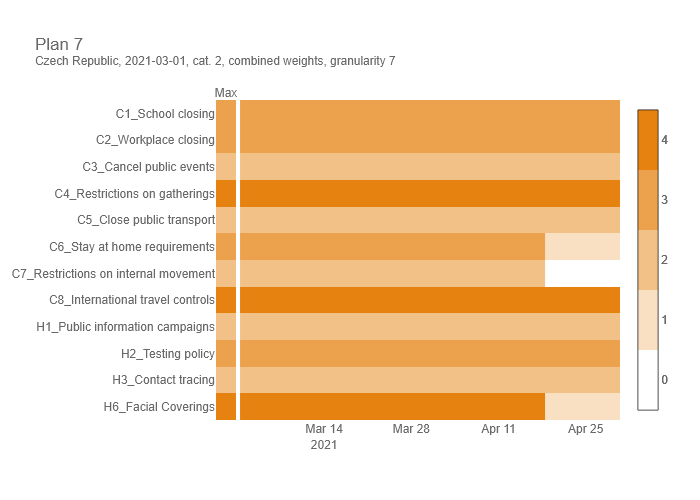 Plan 7
Czech Republic, 2021-03-01, cat. 2, combined weights, granularity 7
Max
C1_School closing
C2_Workplace closing
C3_Cancel public events
C4_Restrictions on gatherings
C5_Close public transport
C6_Stay at home requirements
C7_Restrictions on internal movement
C8_International travel controls
H1_Public information campaigns
H2_Testing policy
H3_Contact tracing
H6_Facial Coverings
Mar 14 Mar 28 Apr 11 Apr 25
2021
4
3
2
1
0